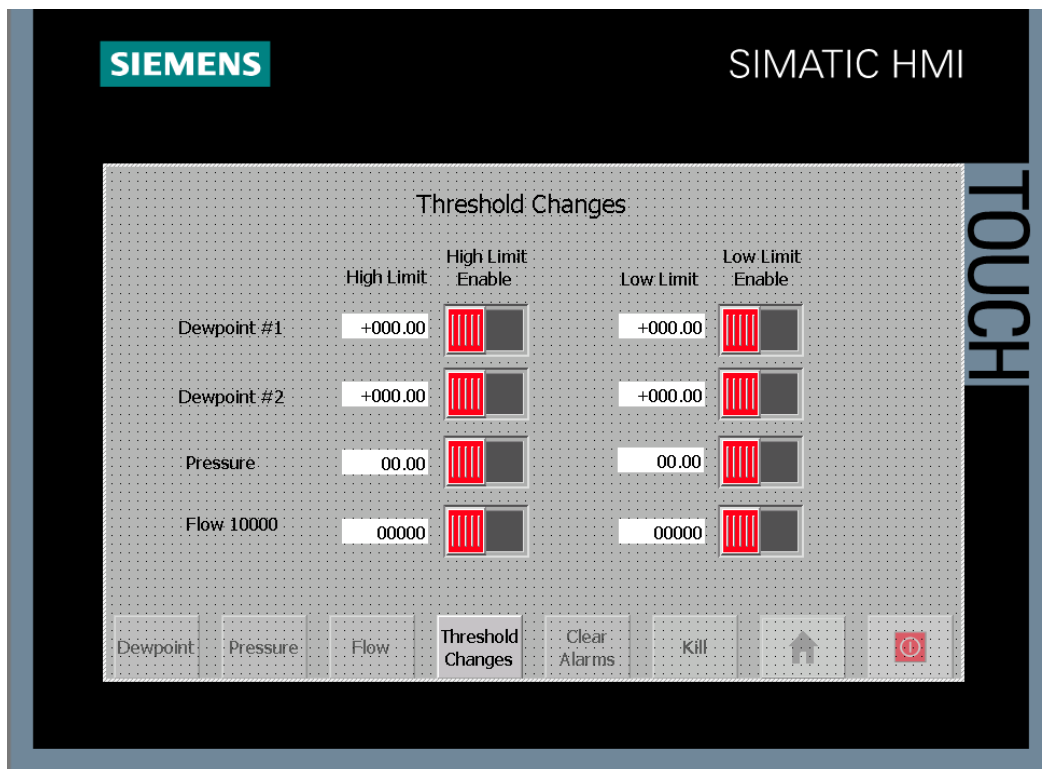 SIEMENS
SIMATIC HMI
TOUCH
Threshold Changes
High Limit
High Limit
Enable
Low Limit
Low Limit
Enable
Dewpoint #1
+000.00
+000.00
Dewpoint #2
+000.00
+000.00
Pressure
00.00
00.00
Flow 10000
00000
00000
Dewpoint
Pressure
Flow
Threshold
Changes
Clear
Alarms
Kill